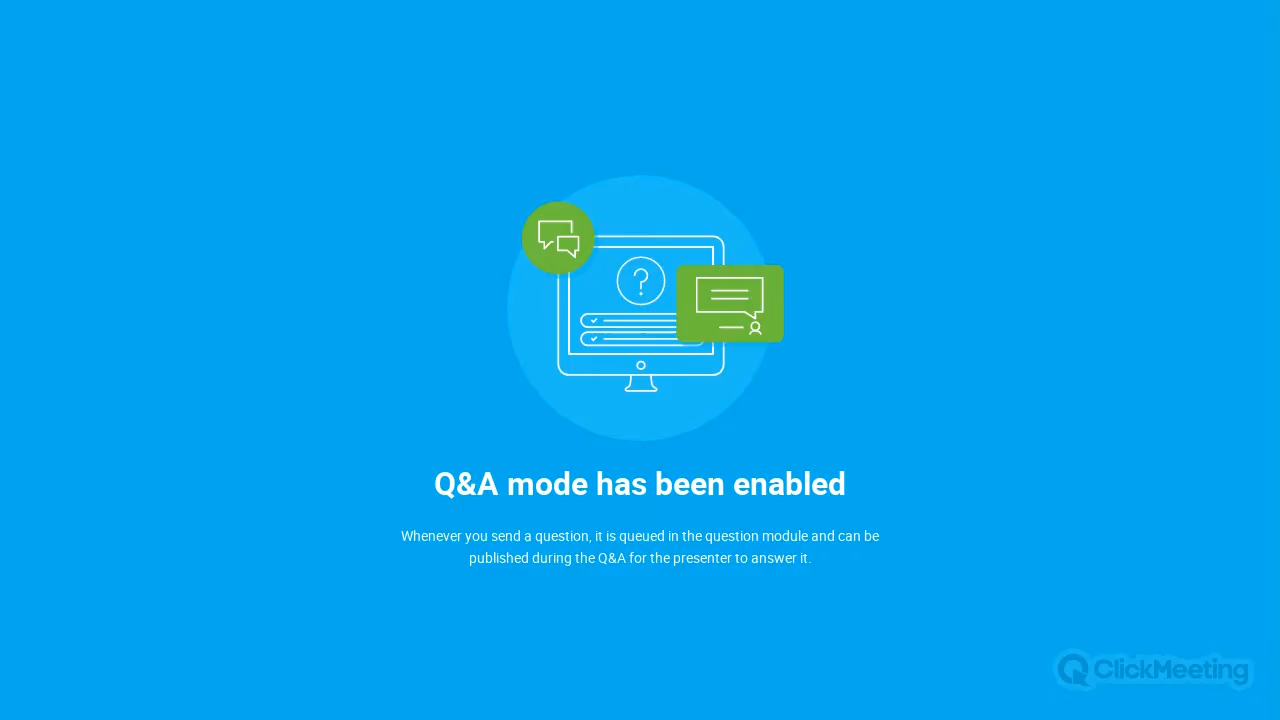 Q&A mode has been enabled
Whenever you send a question, it is queued in the question module and can be
published during the Q&A for the presenter to answer it.
ClickMeeting